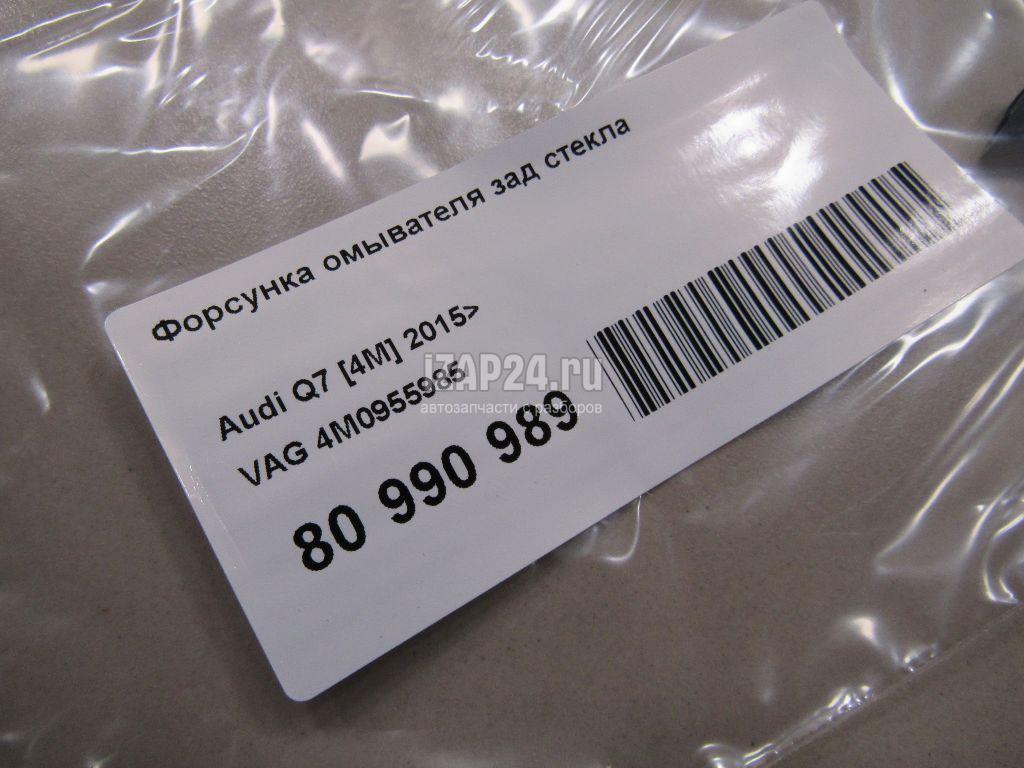 Форсунка омывателя зад стекла
Audi Q7 [4M] 2015>
VAG 4M0955985
80 990 989
iZAP24.ru
автозапчасти с разборов